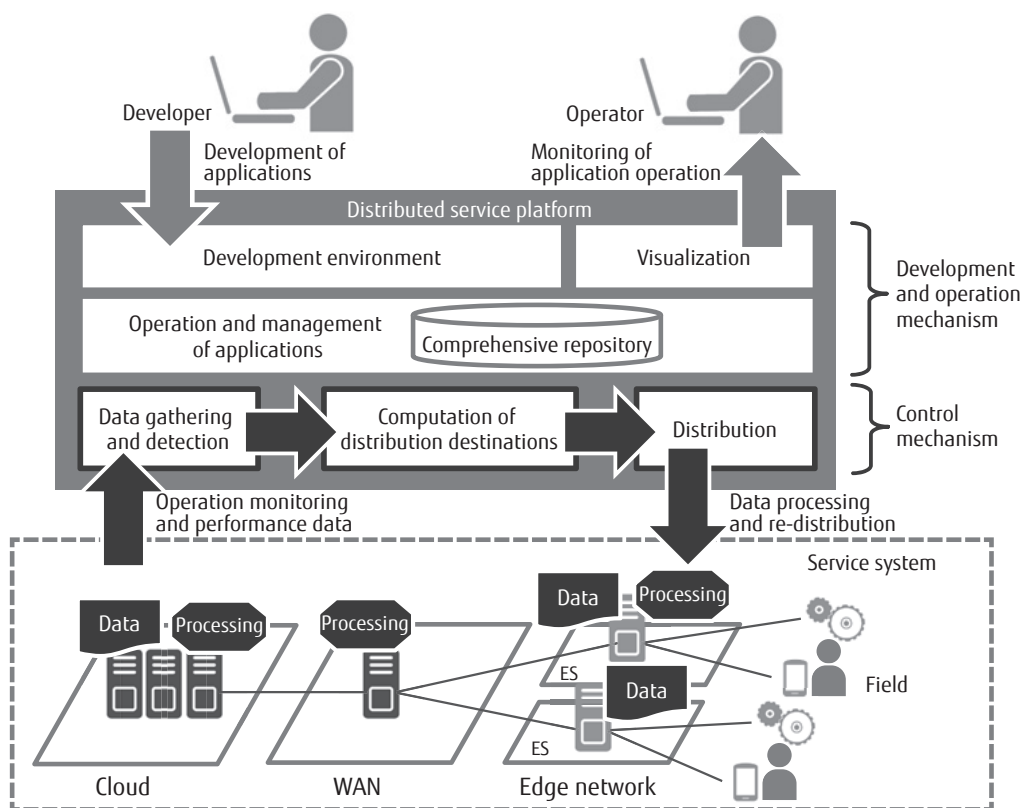 Developer
Operator
Development of
applications
Monitoring of
application operation
Distributed service platform
Development environment
Visualization
Development
and operation
mechanism
Operation and management
of applications
Comprehensive repository
Data gathering
and detection
Computation of
distribution destinations
Distribution
Control
mechanism
Operation monitoring
and performance data
Data processing
and re-distribution
Service system
Data
Processing
Processing
Data
Processing
ES
Data
Field
ES
Cloud
WAN
Edge network